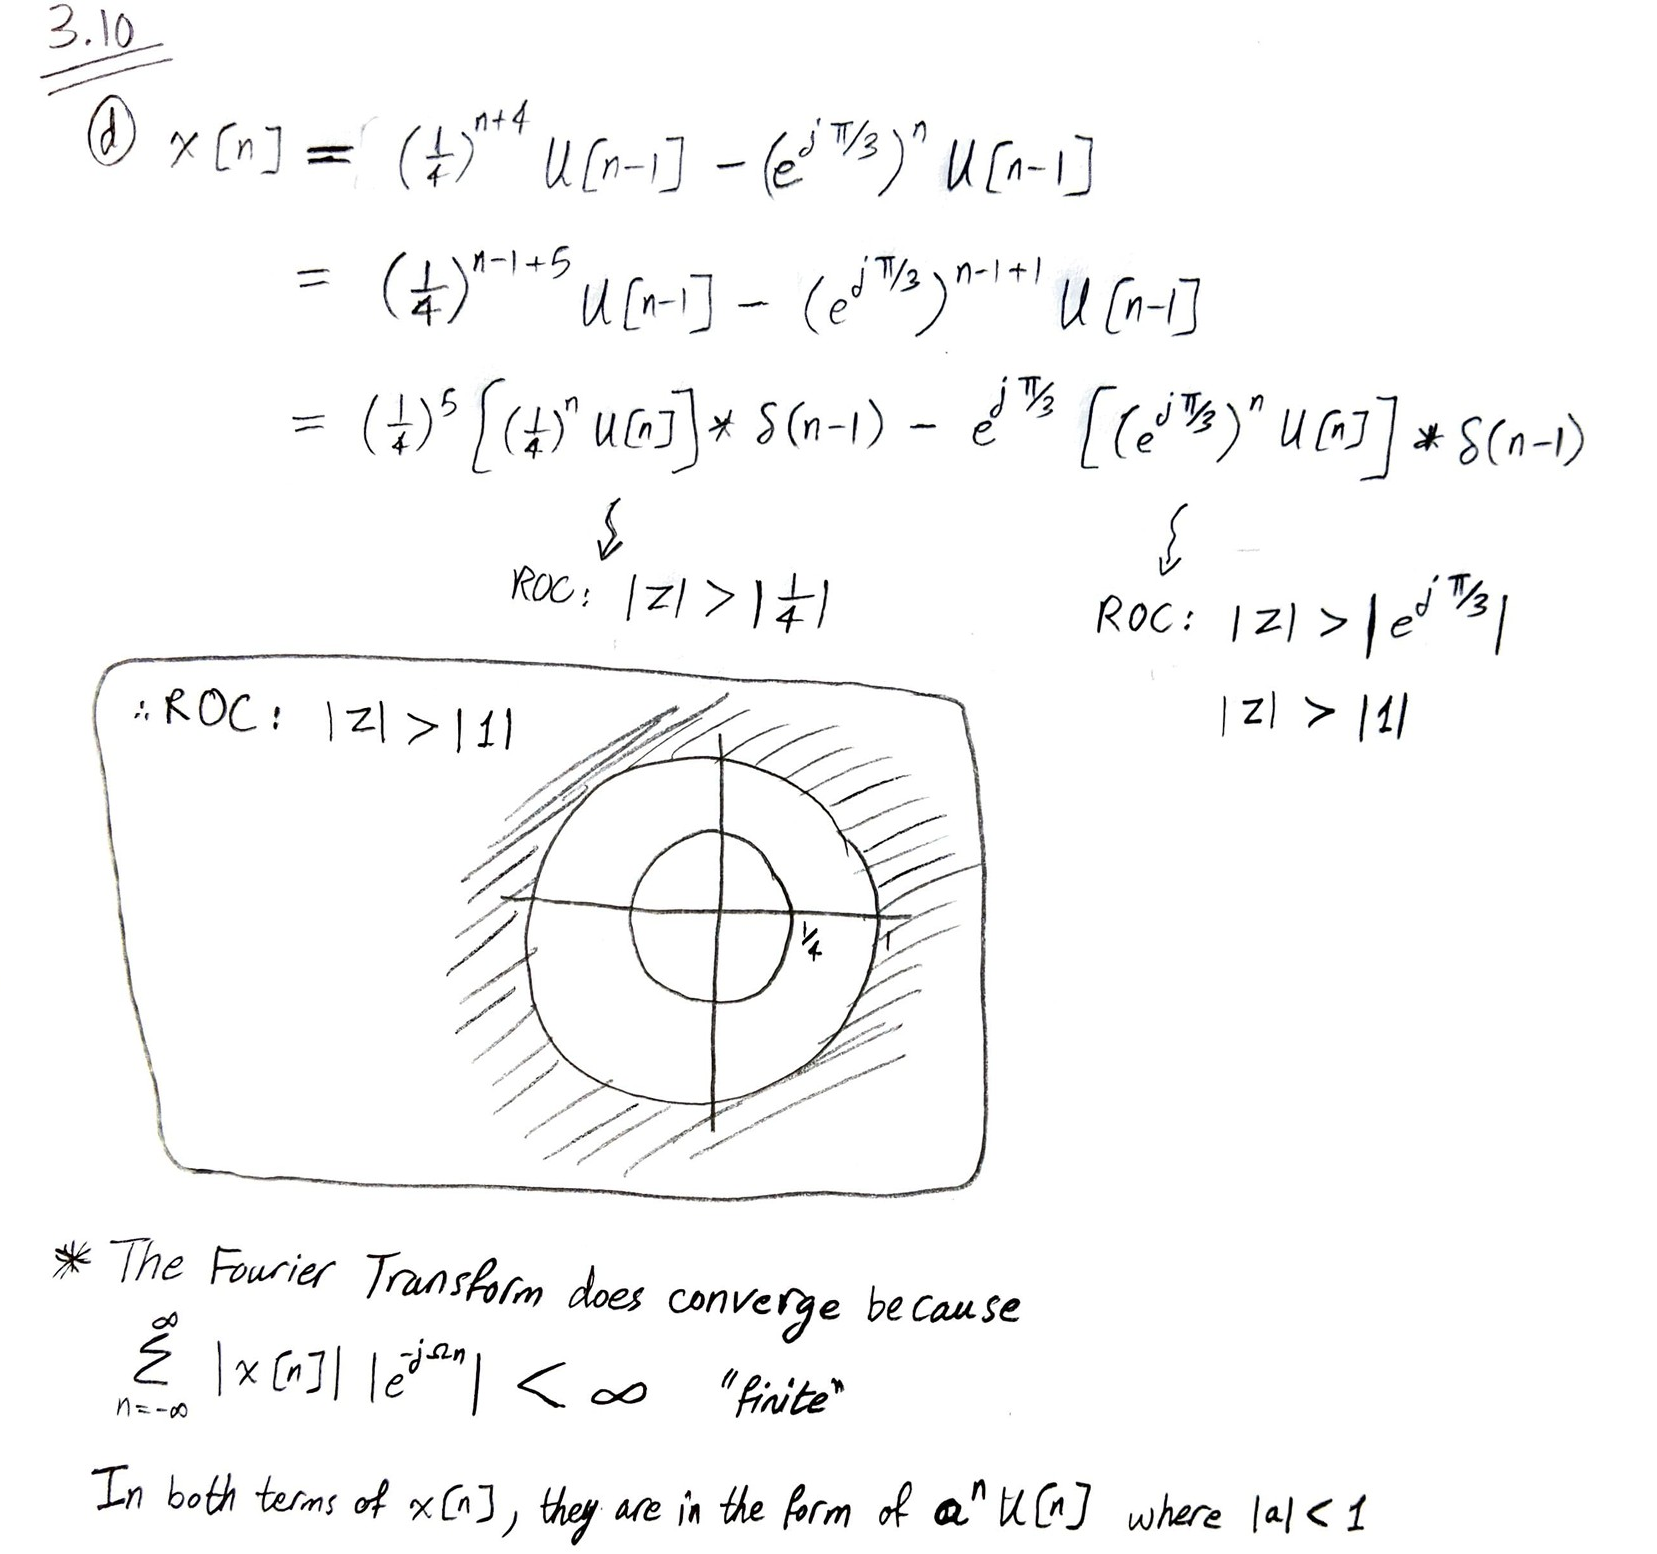 3.10
ⓓ x[n] = (1/4)^{n+4} U[n-1] - (e^{jπ/3})^n U[n-1]
= (1/4)^{n-1+5} U[n-1] - (e^{jπ/3})^{n-1+1} U[n-1]
= (1/4)^5 [(1/4)^n U[n]] * δ(n-1) - e^{jπ/3} [(e^{jπ/3})^n U[n]] * δ(n-1)
ROC: |Z| > |1/4|
ROC: |Z| > |e^{jπ/3}|
|Z| > |1|
∴ ROC: |Z| > |1|
1/4
1
* The Fourier Transform does converge because
∞
Σ |x[n]| |e^{-jΩn}| < ∞ "finite"
n=-∞
In both terms of x[n], they are in the form of a^n U[n] where |a| < 1